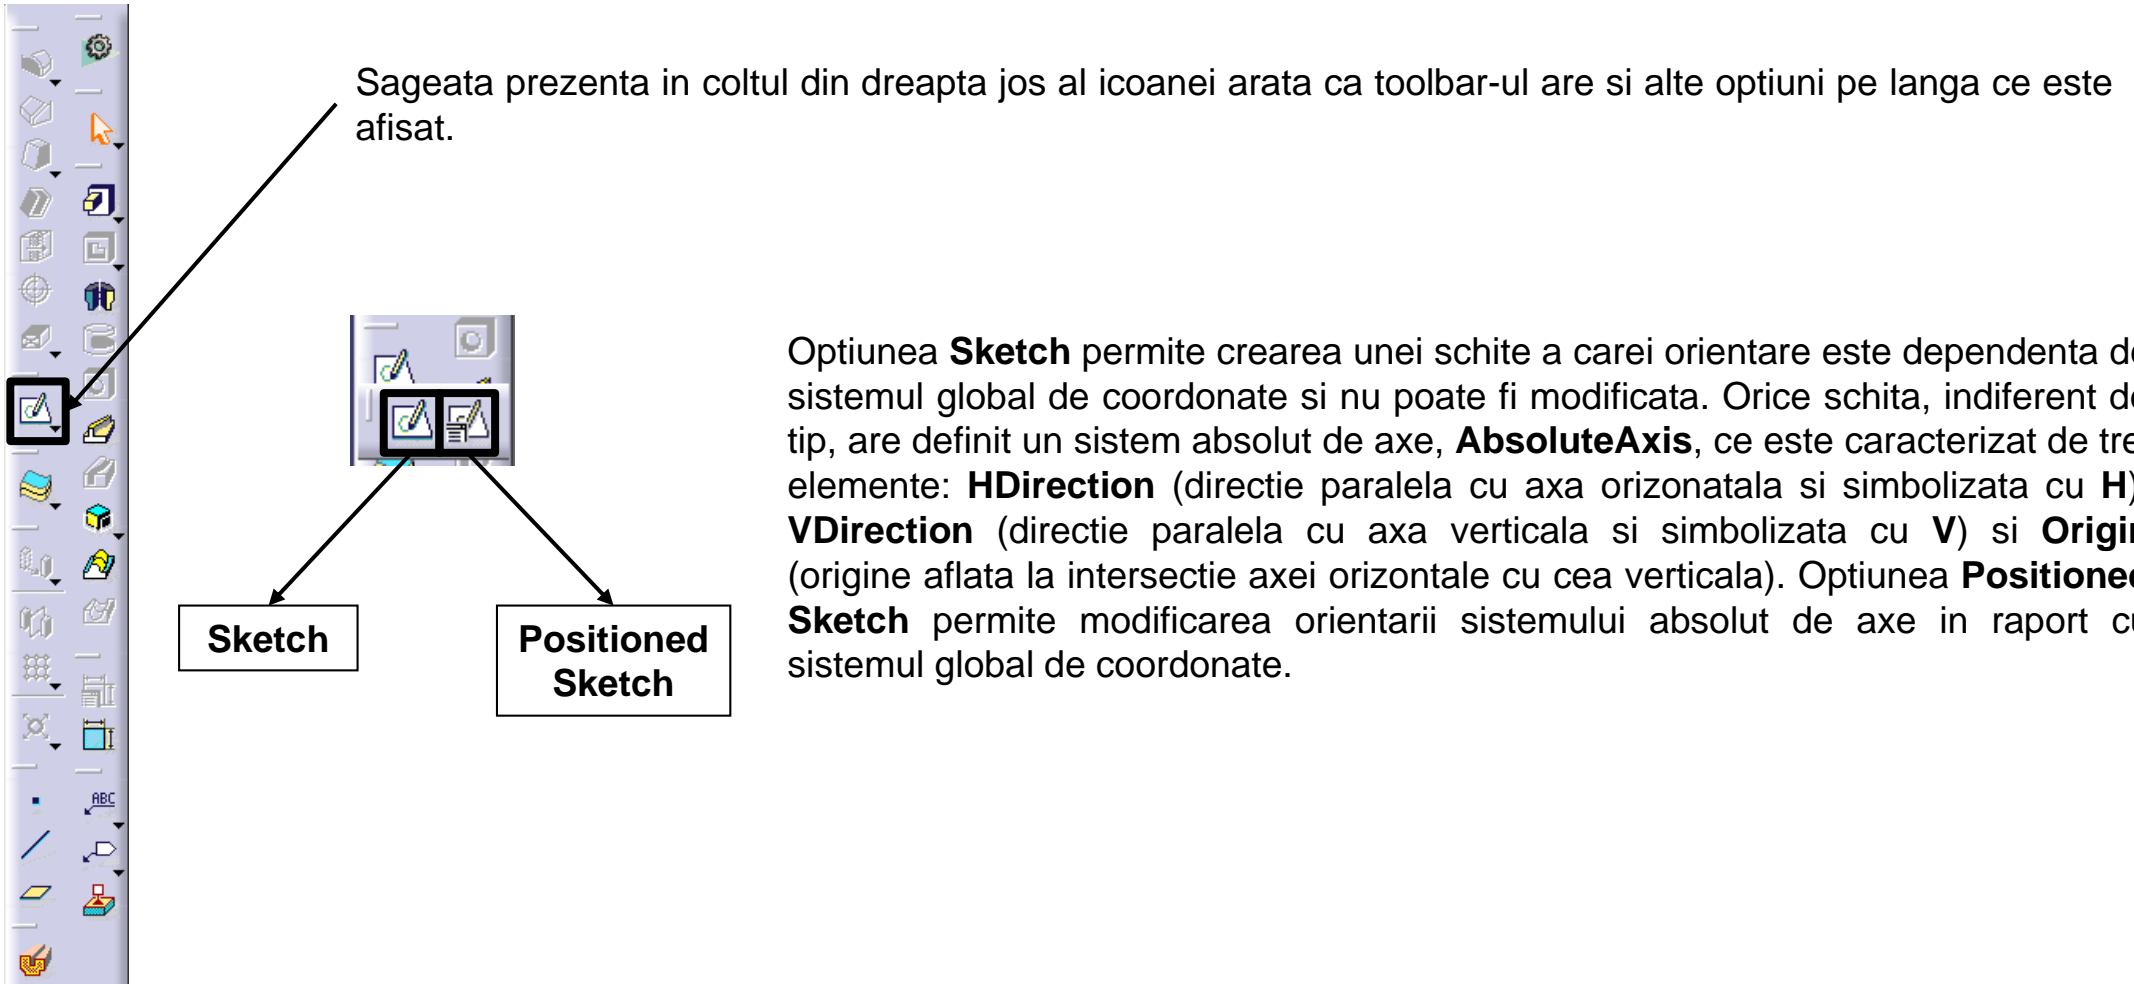 Sageata prezenta in coltul din dreapta jos al icoanei arata ca toolbar-ul are si alte optiuni pe langa ce este
afisat.
Optiunea Sketch permite crearea unei schite a carei orientare este dependenta de
sistemul global de coordonate si nu poate fi modificata. Orice schita, indiferent de
tip, are definit un sistem absolut de axe, AbsoluteAxis, ce este caracterizat de tre
elemente: HDirection (directie paralela cu axa orizonatala si simbolizata cu H)
VDirection (directie paralela cu axa verticala si simbolizata cu V) si Origin
(origine aflata la intersectie axei orizontale cu cea verticala). Optiunea Positioned
Sketch permite modificarea orientarii sistemului absolut de axe in raport cu
sistemul global de coordonate.
Sketch
Positioned
Sketch
ABC